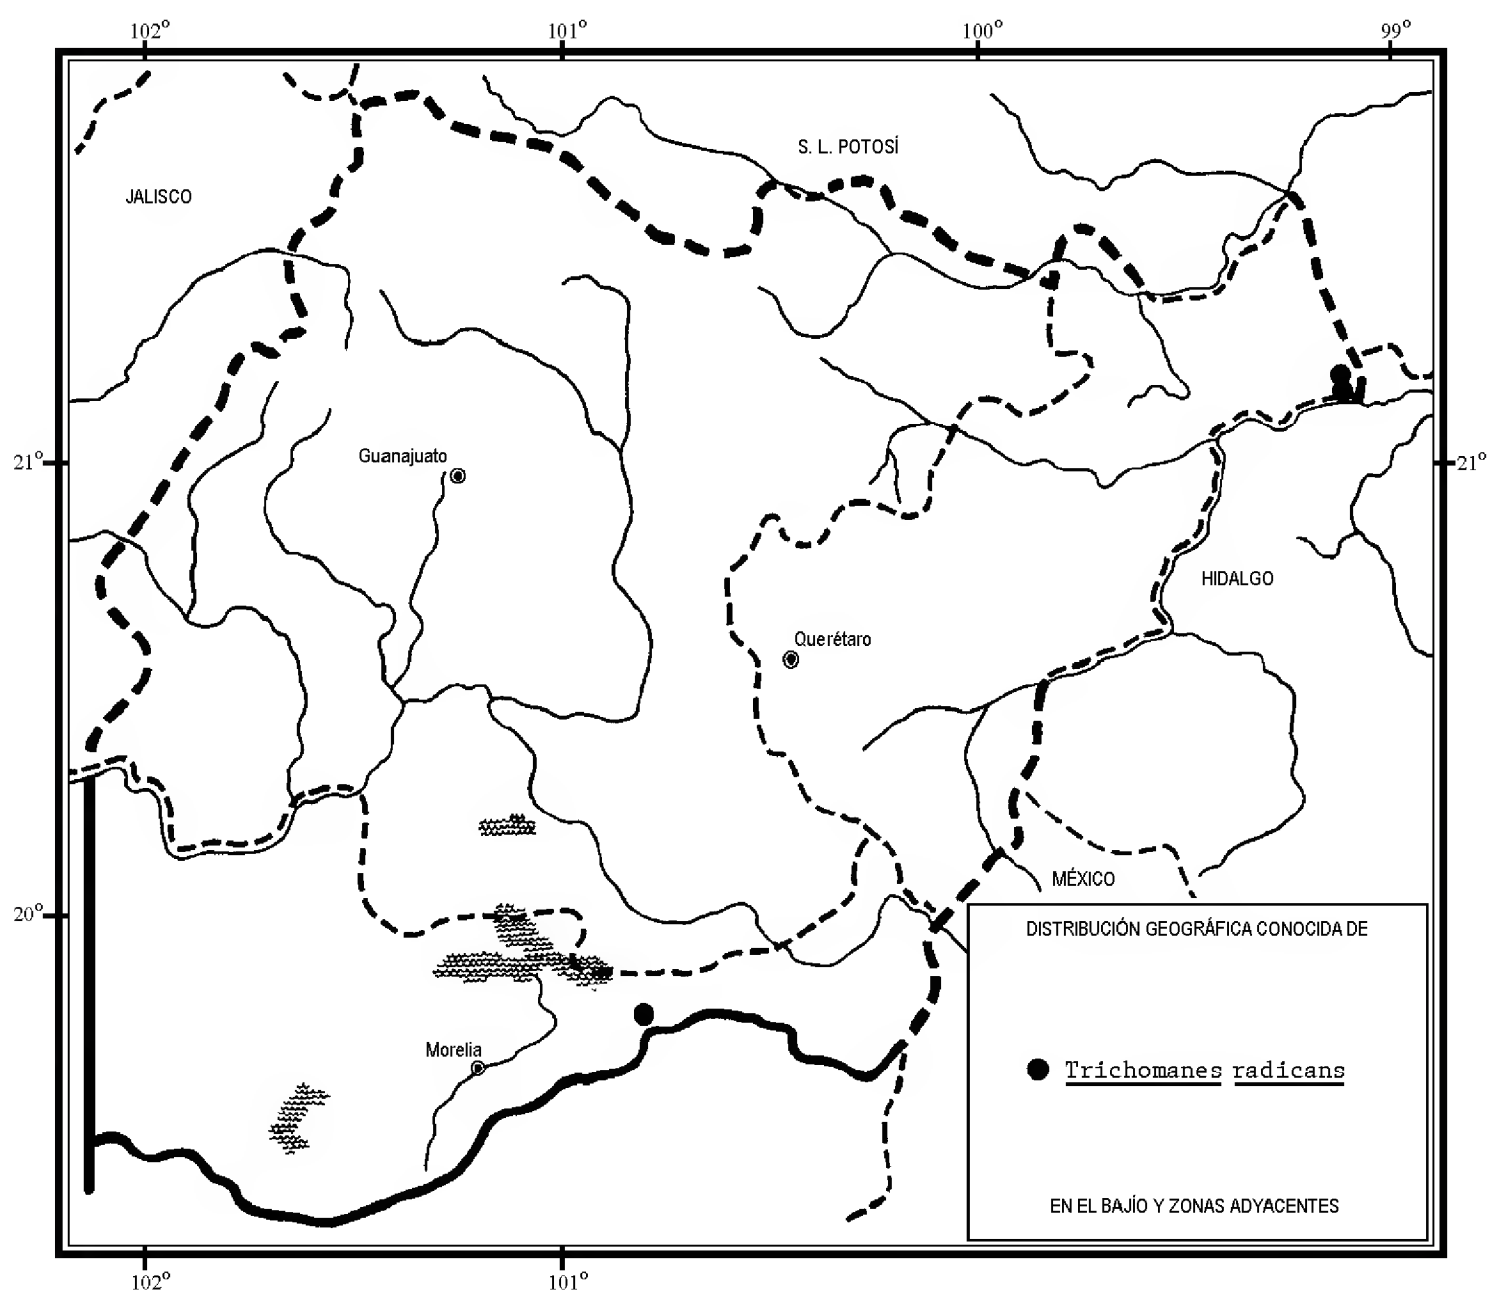 102° 101° 100° 99°
S. L. POTOSÍ
JALISCO
Guanajuato
21° 21°
HIDALGO
Querétaro
MÉXICO
20°
DISTRIBUCIÓN GEOGRÁFICA CONOCIDA DE
Morelia
Trichomanes radicans
EN EL BAJÍO Y ZONAS ADYACENTES
102° 101°